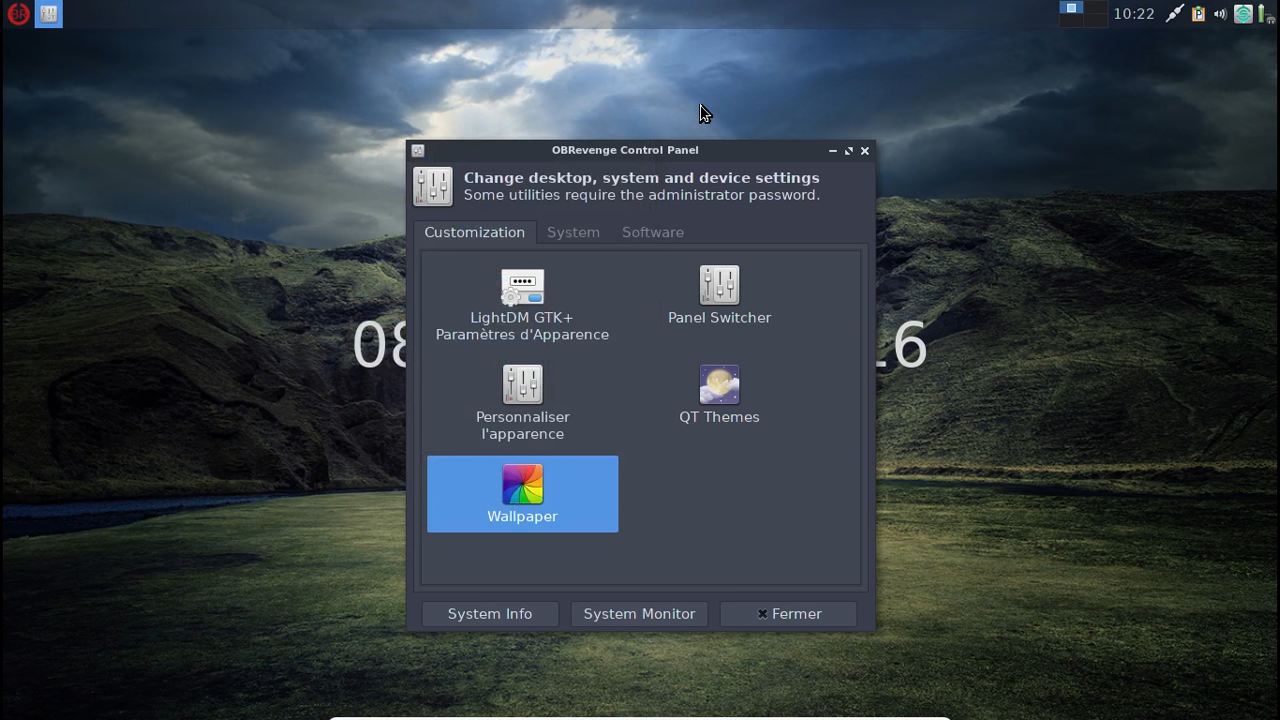 10:22
OBRevenge Control Panel
Change desktop, system and device settings
Some utilities require the administrator password.
Customization System Software
LightDM GTK+
Paramètres d'Apparence
Panel Switcher
Personnaliser
l'apparence
QT Themes
Wallpaper
System Info System Monitor Fermer